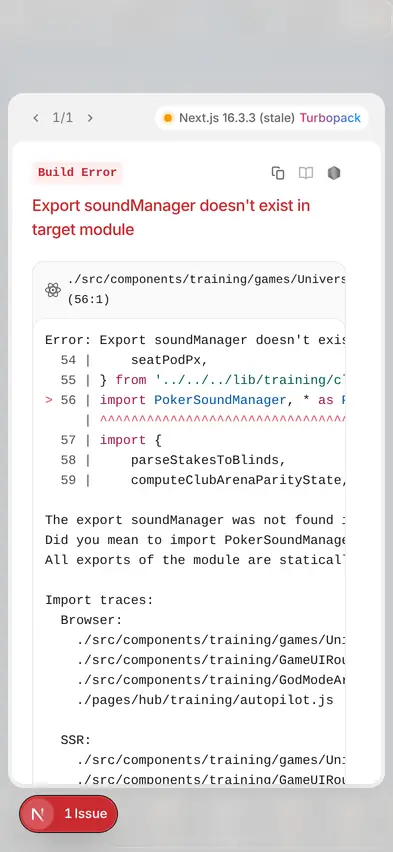 1/1
Next.js 16.3.3 (stale) Turbopack
Build Error
Export soundManager doesn't exist in
target module
./src/components/training/games/Univers
(56:1)
Error: Export soundManager doesn't exis
54 | seatPodPx,
55 | } from '../../../lib/training/cl
> 56 | import PokerSoundManager, * as P
| ^^^^^^^^^^^^^^^^^^^^^^^^^^^^^^^^
57 | import {
58 | parseStakesToBlinds,
59 | computeClubArenaParityState,
The export soundManager was not found i
Did you mean to import PokerSoundManage
All exports of the module are staticall
Import traces:
Browser:
./src/components/training/games/Uni
./src/components/training/GameUIRou
./src/components/training/GodModeAr
./pages/hub/training/autopilot.js
SSR:
./src/components/training/games/Uni
./src/components/training/GameUIRou
N 1 Issue